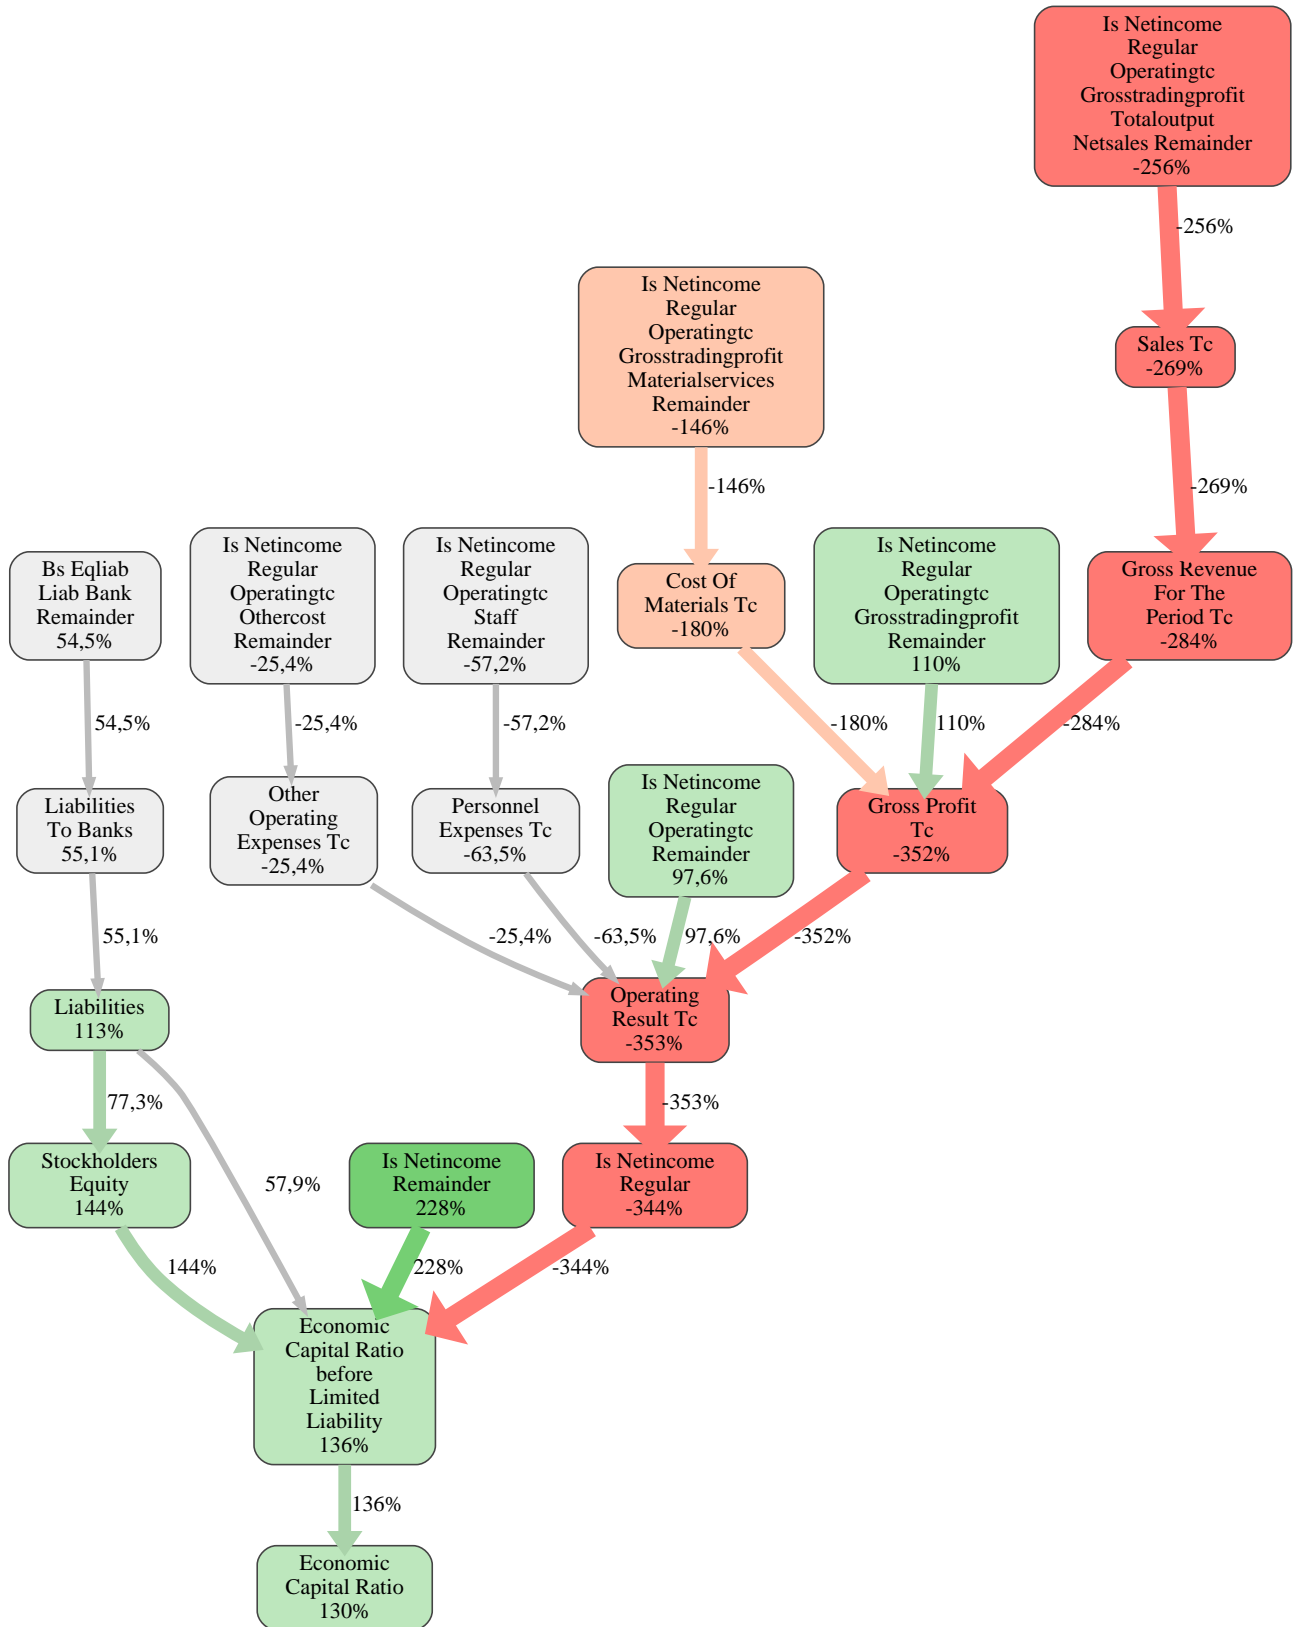 Is Netincome
Regular
Operatingtc
Grosstradingprofit
Totaloutput
Netsales Remainder
-256%
-256%
Is Netincome
Regular
Operatingtc
Grosstradingprofit
Materialservices
Remainder
-146%
Sales Tc
-269%
-146%
-269%
Bs Eqliab
Liab Bank
Remainder
54,5%
Is Netincome
Regular
Operatingtc
Othercost
Remainder
-25,4%
Is Netincome
Regular
Operatingtc
Staff
Remainder
-57,2%
Cost Of
Materials Tc
-180%
Is Netincome
Regular
Operatingtc
Grosstradingprofit
Remainder
110%
Gross Revenue
For The
Period Tc
-284%
54,5%
-25,4%
-57,2%
-180%
110%
-284%
Liabilities
To Banks
55,1%
Other
Operating
Expenses Tc
-25,4%
Personnel
Expenses Tc
-63,5%
Is Netincome
Regular
Operatingtc
Remainder
97,6%
Gross Profit
Tc
-352%
55,1%
-25,4%
-63,5%
97,6%
-352%
Liabilities
113%
Operating
Result Tc
-353%
77,3%
-353%
Stockholders
Equity
144%
57,9%
Is Netincome
Remainder
228%
Is Netincome
Regular
-344%
144%
228%
-344%
Economic
Capital Ratio
before
Limited
Liability
136%
136%
Economic
Capital Ratio
130%